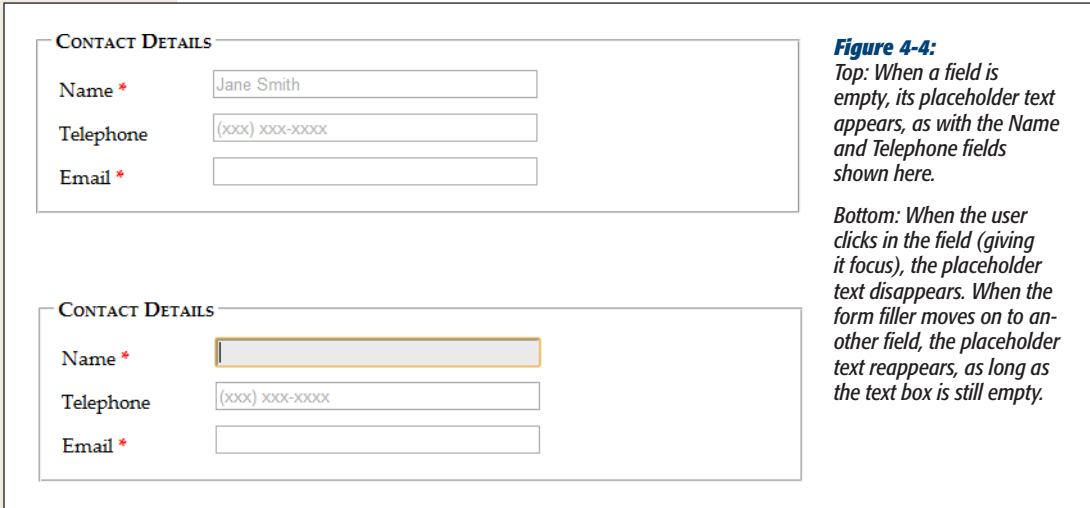 CONTACT DETAILS
Name *
Jane Smith
Telephone
(xxx) xxx-xxxx
Email *
CONTACT DETAILS
Name *
Telephone
(xxx) xxx-xxxx
Email *
Figure 4-4:
Top: When a field is
empty, its placeholder text
appears, as with the Name
and Telephone fields
shown here.
Bottom: When the user
clicks in the field (giving
it focus), the placeholder
text disappears. When the
form filler moves on to an-
other field, the placeholder
text reappears, as long as
the text box is still empty.